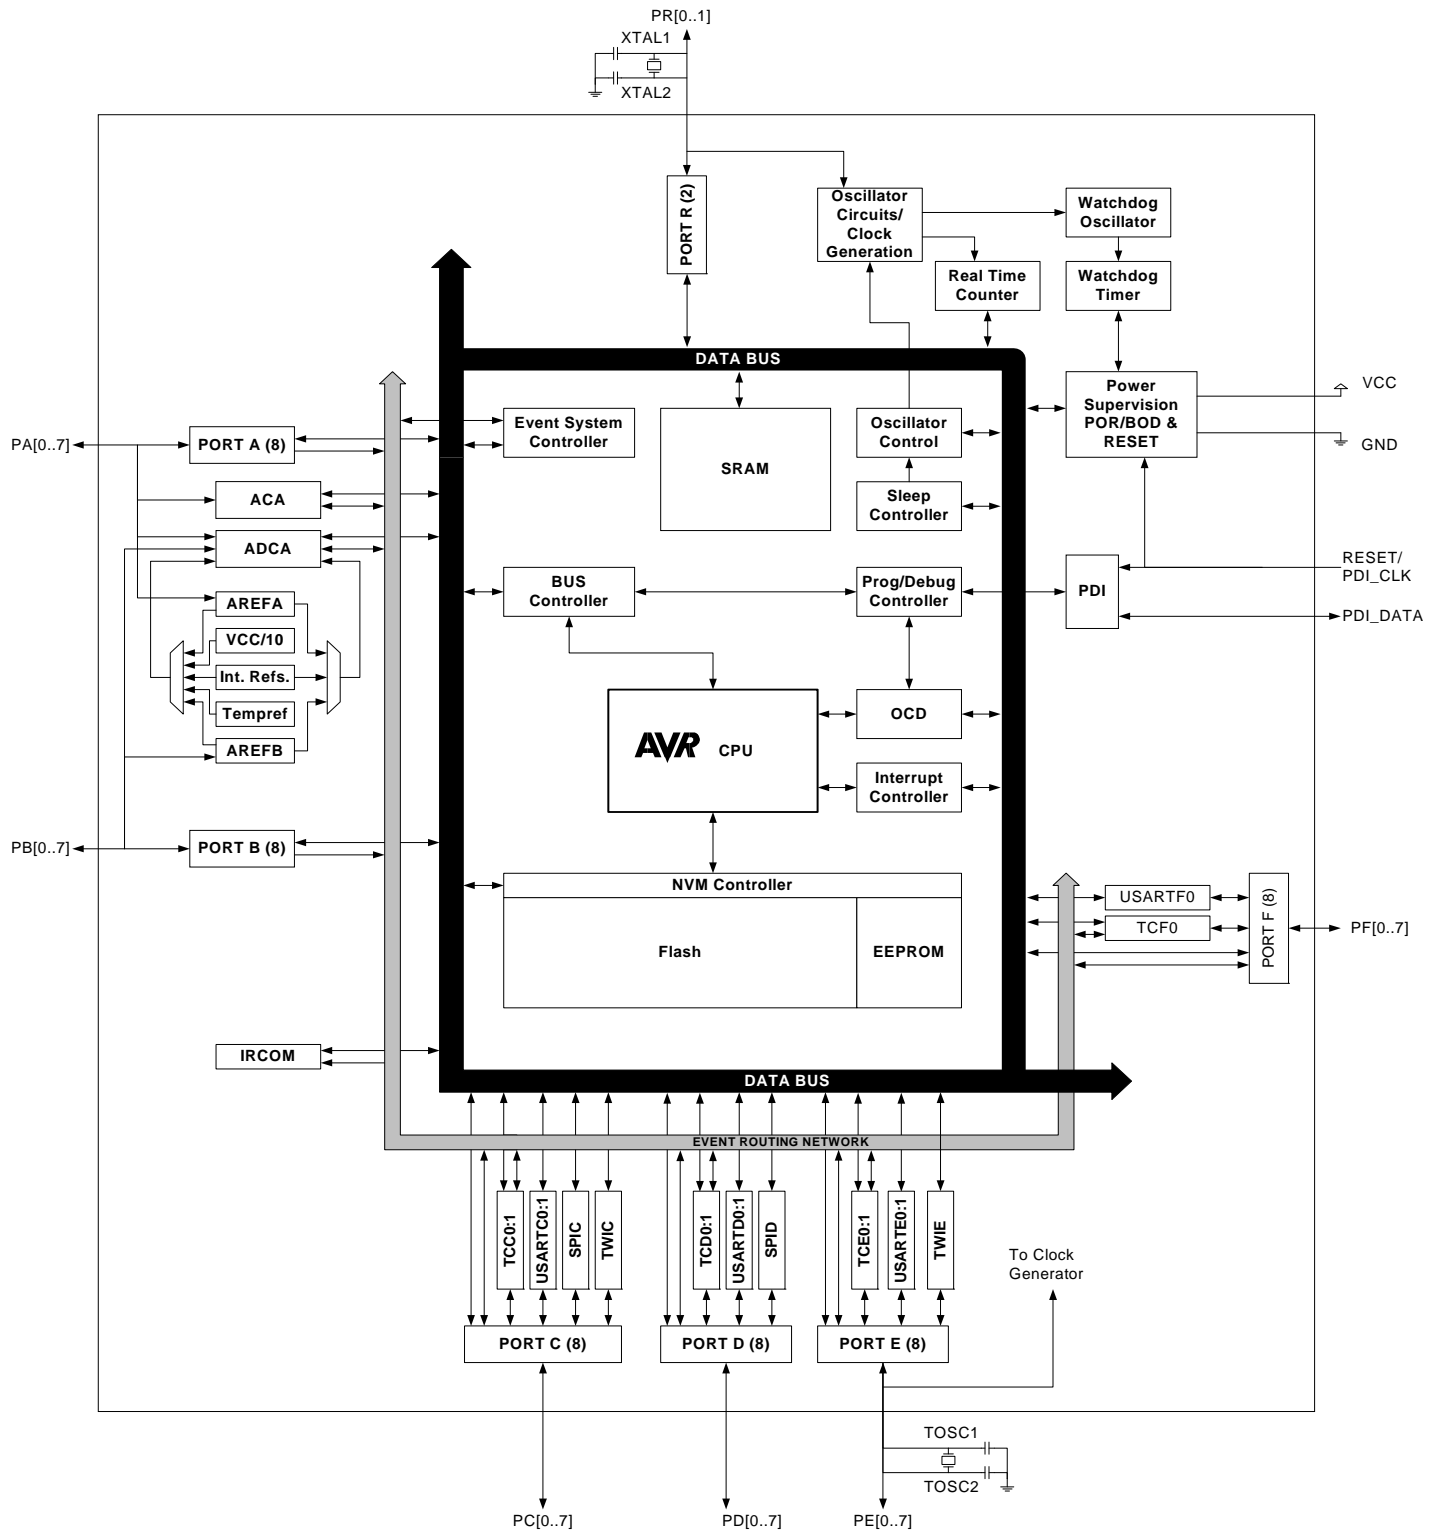 PR[0..1]
XTAL1
XTAL2
PORT R (2)
Oscillator
Circuits/
Clock
Generation
Watchdog
Oscillator
Real Time
Counter
Watchdog
Timer
DATA BUS
Power
Supervision
POR/BOD &
RESET
VCC
GND
Event System
Controller
SRAM
Oscillator
Control
Sleep
Controller
PA[0..7]
PORT A (8)
ACA
ADCA
AREFA
VCC/10
Int. Refs.
Tempref
AREFB
BUS
Controller
Prog/Debug
Controller
PDI
RESET/
PDI_CLK
PDI_DATA
AVR CPU
OCD
Interrupt
Controller
PB[0..7]
PORT B (8)
NVM Controller
Flash
EEPROM
USARTF0
TCF0
PORT F (8)
PF[0..7]
IRCOM
DATA BUS
EVENT ROUTING NETWORK
TCC0:1
USARTC0:1
SPIC
TWIC
TCD0:1
USARTD0:1
SPID
TCE0:1
USARTE0:1
TWIE
To Clock
Generator
PORT C (8)
PORT D (8)
PORT E (8)
TOSC1
TOSC2
PC[0..7]
PD[0..7]
PE[0..7]